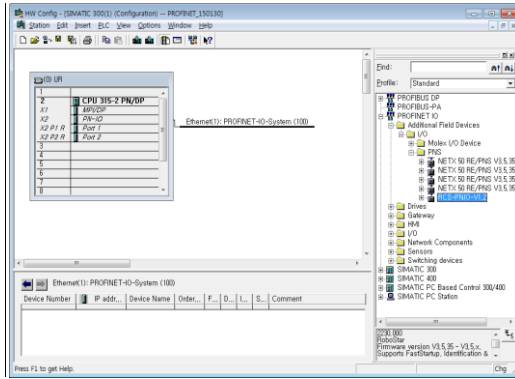 HW Config - [SIMATIC 300(1) (Configuration) -- PROFINET_150130]
Station Edit Insert PLC View Options Window Help
(0) UR
1
2 CPU 315-2 PN/DP
X1 MPI/DP
X2 PN-IO
X2 P1 R Port 1
X2 P2 R Port 2
3
4
5
6
7
8
Ethernet(1): PROFINET-IO-System (100)
Find:
Profile: Standard
PROFIBUS DP
PROFIBUS-PA
PROFINET IO
Additional Field Devices
I/O
Molex I/O Device
PNS
NETX 50 RE/PNS V3.5.35
NETX 50 RE/PNS V3.5.35
NETX 50 RE/PNS V3.5.35
RCS-PNIO-V1.2
Drives
Gateway
HMI
I/O
Network Components
Sensors
Switching devices
SIMATIC 300
SIMATIC 400
SIMATIC PC Based Control 300/400
SIMATIC PC Station
Ethernet(1): PROFINET-IO-System (100)
Device Number IP addr... Device Name Order... F... D... I... S... Comment
2230.000
RoboStar
Firmware version V3.5.35 - V3.5.x,
Supports FastStartup, Identification &
Press F1 to get Help.
Chg